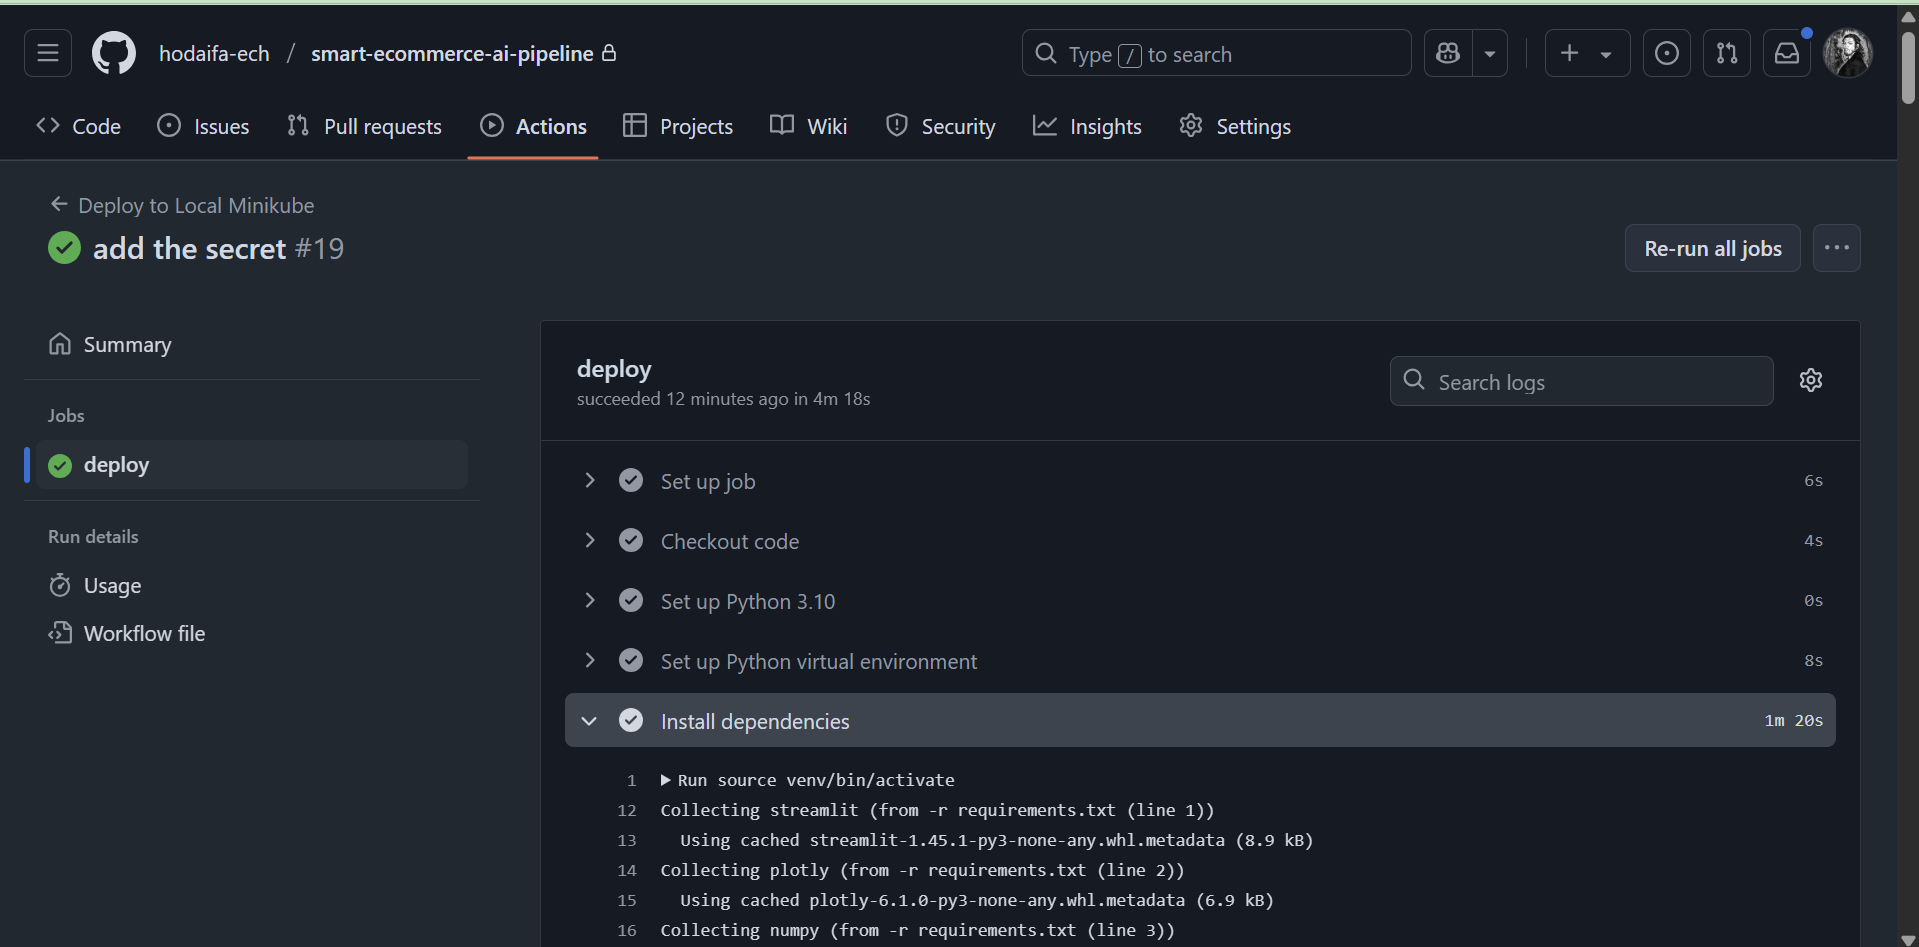 hodaifa-ech / smart-ecommerce-ai-pipeline
Type / to search
Code
Issues
Pull requests
Actions
Projects
Wiki
Security
Insights
Settings
Deploy to Local Minikube
add the secret #19
Re-run all jobs
Summary
Jobs
deploy
Run details
Usage
Workflow file
deploy
succeeded 12 minutes ago in 4m 18s
Search logs
Set up job 6s
Checkout code 4s
Set up Python 3.10 0s
Set up Python virtual environment 8s
Install dependencies 1m 20s
1 Run source venv/bin/activate
12 Collecting streamlit (from -r requirements.txt (line 1))
13 Using cached streamlit-1.45.1-py3-none-any.whl.metadata (8.9 kB)
14 Collecting plotly (from -r requirements.txt (line 2))
15 Using cached plotly-6.1.0-py3-none-any.whl.metadata (6.9 kB)
16 Collecting numpy (from -r requirements.txt (line 3))